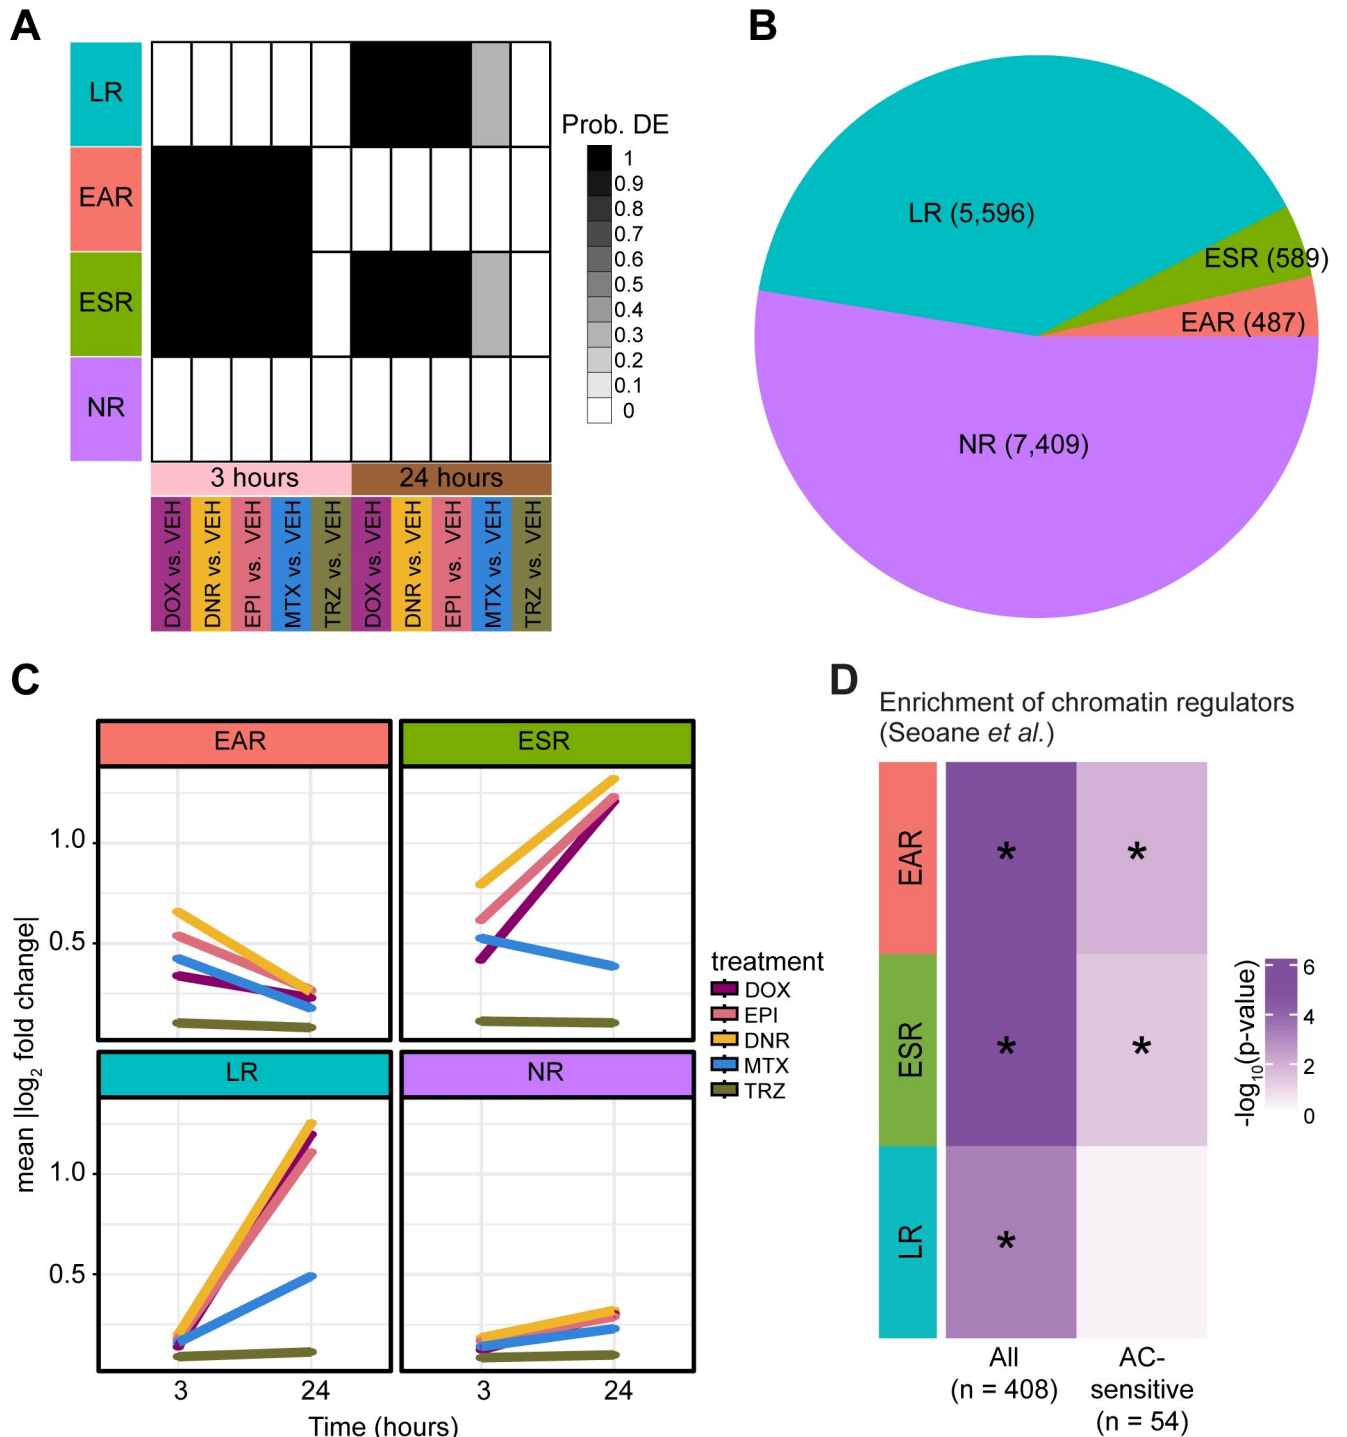 A
LR
EAR
ESR
NR
Prob. DE
1
0.9
0.8
0.7
0.6
0.5
0.4
0.3
0.2
0.1
0
3 hours
24 hours
DOX vs. VEH
DNR vs. VEH
EPI vs. VEH
MTX vs. VEH
TRZ vs. VEH
DOX vs. VEH
DNR vs. VEH
EPI vs. VEH
MTX vs. VEH
TRZ vs. VEH
B
LR (5,596)
ESR (589)
EAR (487)
NR (7,409)
C
EAR
ESR
LR
NR
mean |log2 fold change|
1.0
0.5
1.0
0.5
3
24
3
24
Time (hours)
treatment
DOX
EPI
DNR
MTX
TRZ
D
Enrichment of chromatin regulators
(Seoane et al.)
EAR
*
*
ESR
*
*
LR
*
All
(n = 408)
AC-
sensitive
(n = 54)
-log10(p-value)
6
4
2
0